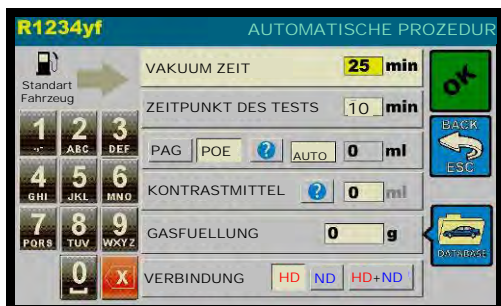 R1234yf AUTOMATISCHE PROZEDUR
Standart
Fahrzeug
VAKUUM ZEIT 25 min
ZEITPUNKT DES TESTS 10 min
PAG POE ? AUTO 0 ml
KONTRASTMITTEL ? 0 ml
GASFUELLUNG 0 g
VERBINDUNG HD ND HD+ND
1 2 3
.,- ABC DEF
4 5 6
GHI JKL MNO
7 8 9
PQRS TUV WXYZ
0 X
OK
BACK
ESC
DATABASE